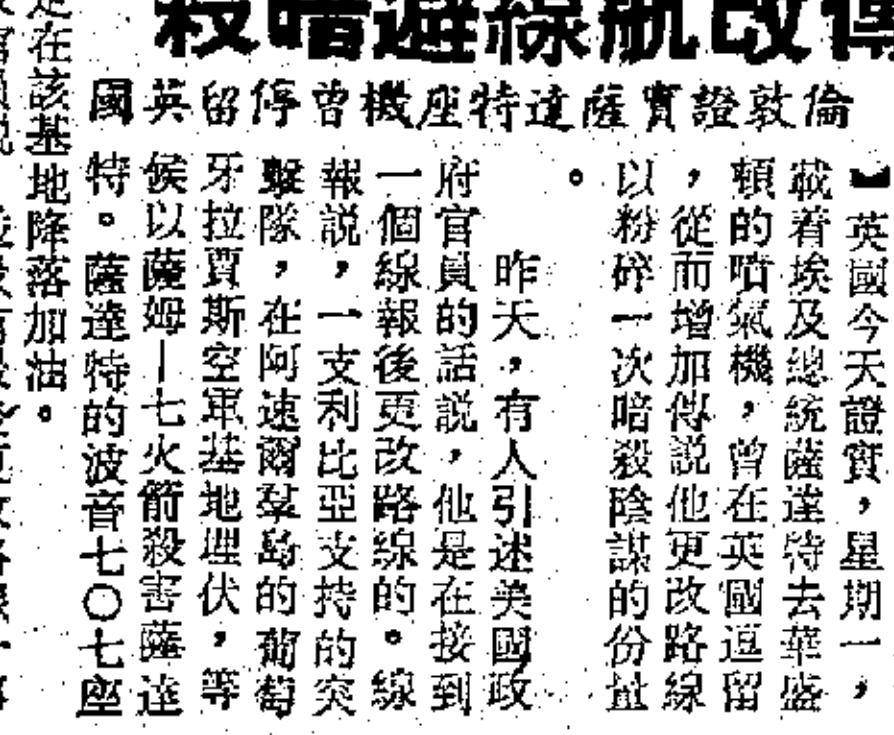 傳改航線避暗殺
倫敦證實薩達特座機曾停留英國
英國今天證實，星期一，
載着埃及總統薩達特去華盛
頓的噴氣機，曾在英國逗留
，從而增加傳説他更改路線
以粉碎一次暗殺陰謀的份量
。
昨天，有人引述美國政
府官員的話説，他是在接到
一個線報後更改路線的。線
報説，一支利比亞支持的突
擊隊，在阿速爾羣島的葡萄
牙拉賈斯空軍基地埋伏，等
候以薩姆—七火箭殺害薩達
特。薩達特的波音七〇七座
是在該基地降落加油。